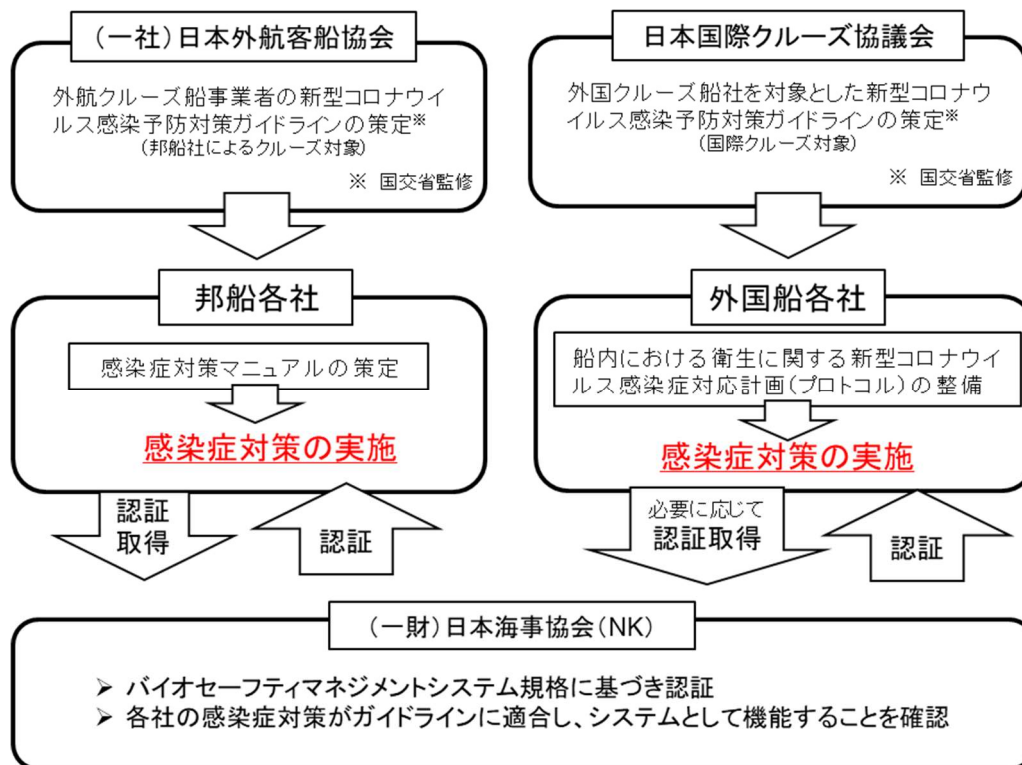 （一社）日本外航客船協会
外航クルーズ船事業者の新型コロナウイ
ルス感染予防対策ガイドラインの策定※
（邦船社によるクルーズ対象）
※ 国交省監修
日本国際クルーズ協議会
外国クルーズ船社を対象とした新型コロナウ
イルス感染予防対策ガイドラインの策定※
（国際クルーズ対象）
※ 国交省監修
邦船各社
感染症対策マニュアルの策定
感染症対策の実施
外国船各社
船内における衛生に関する新型コロナウイ
ルス感染症対応計画（プロトコル）の整備
感染症対策の実施
認証
取得
認証
必要に応じて
認証取得
認証
（一財）日本海事協会（NK）
➢ バイオセーフティマネジメントシステム規格に基づき認証
➢ 各社の感染症対策がガイドラインに適合し、システムとして機能することを確認